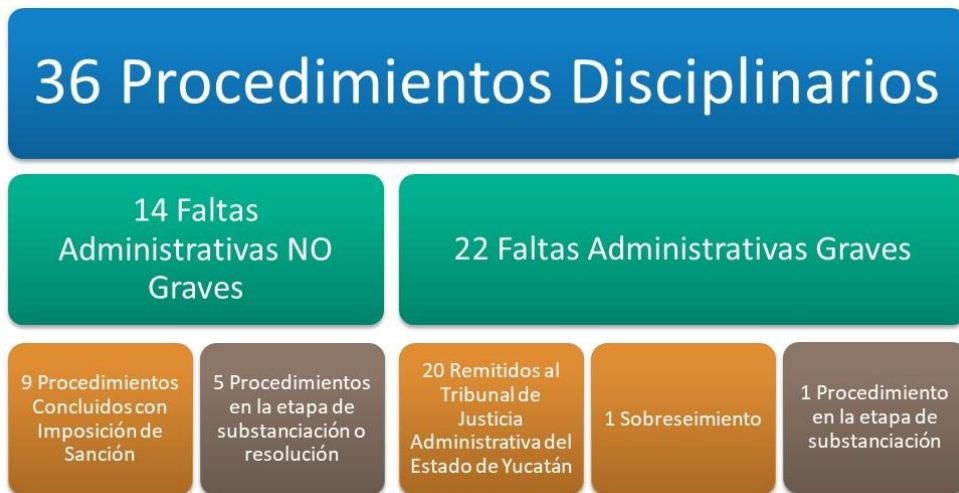 36 Procedimientos Disciplinarios
14 Faltas
Administrativas NO
Graves
22 Faltas Administrativas Graves
9 Procedimientos
Concluidos con
Imposición de
Sanción
5 Procedimientos
en la etapa de
substanciación o
resolución
20 Remitidos al
Tribunal de
Justicia
Administrativa del
Estado de Yucatán
1 Sobreseimiento
1 Procedimiento
en la etapa de
substanciación